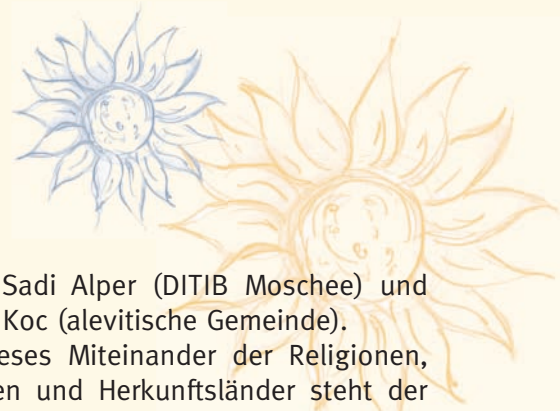 Sadi Alper (DITIB Moschee) und
Koc (alevitische Gemeinde).
eses Miteinander der Religionen,
en und Herkunftsländer steht der